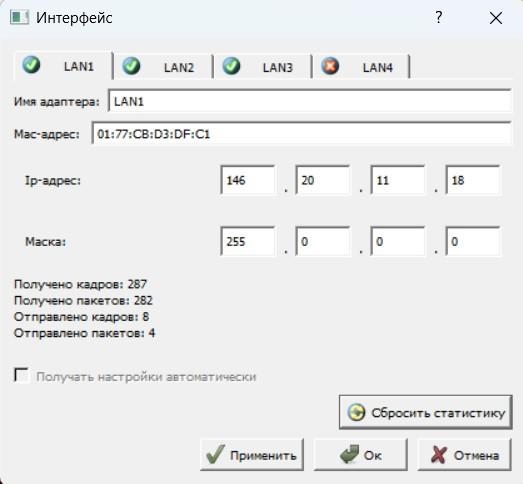 Интерфейс
LAN1 LAN2 LAN3 LAN4
Имя адаптера: LAN1
Mac-адрес: 01:77:CB:D3:DF:C1
Ip-адрес: 146 . 20 . 11 . 18
Маска: 255 . 0 . 0 . 0
Получено кадров: 287
Получено пакетов: 282
Отправлено кадров: 8
Отправлено пакетов: 4
Получать настройки автоматически
Сбросить статистику
Применить Ок Отмена